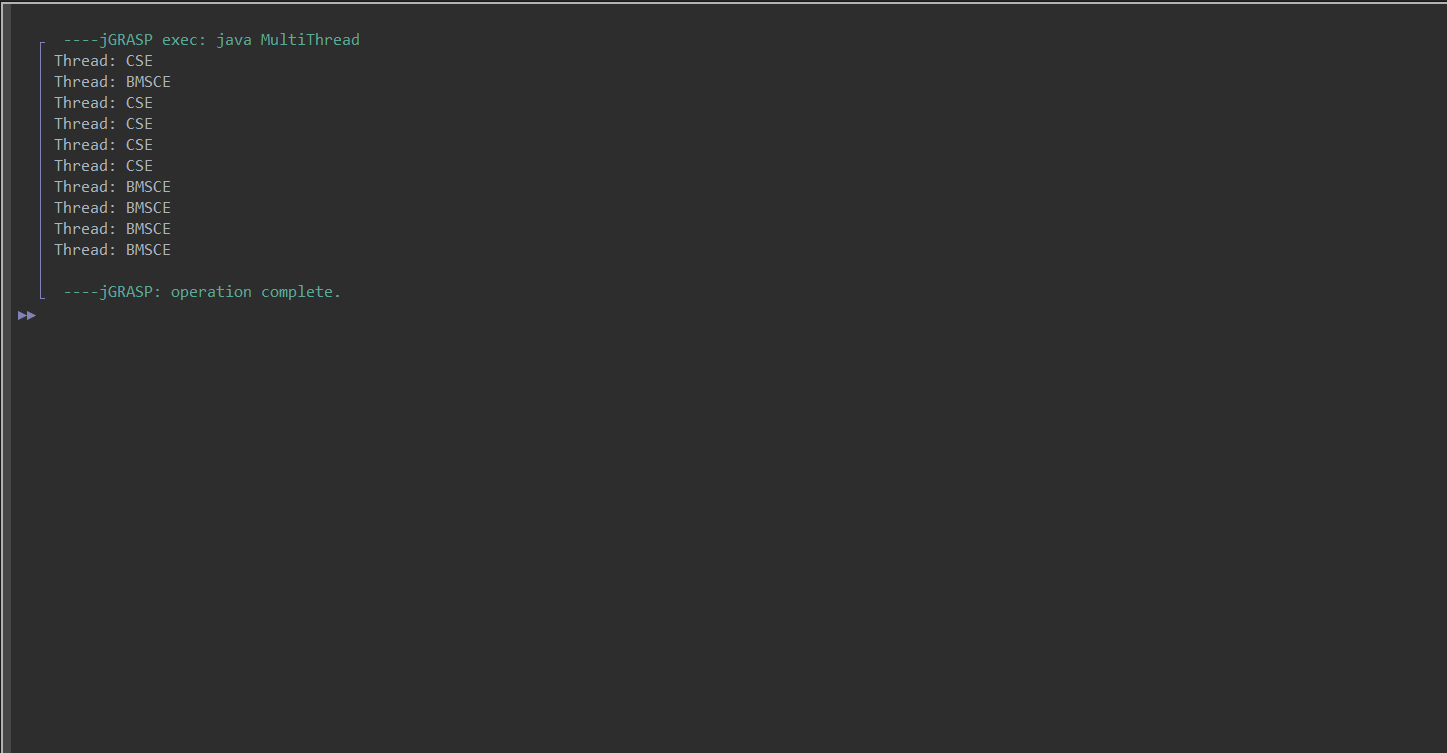 ----jGRASP exec: java MultiThread
Thread: CSE
Thread: BMSCE
Thread: CSE
Thread: CSE
Thread: CSE
Thread: CSE
Thread: BMSCE
Thread: BMSCE
Thread: BMSCE
Thread: BMSCE
----jGRASP: operation complete.